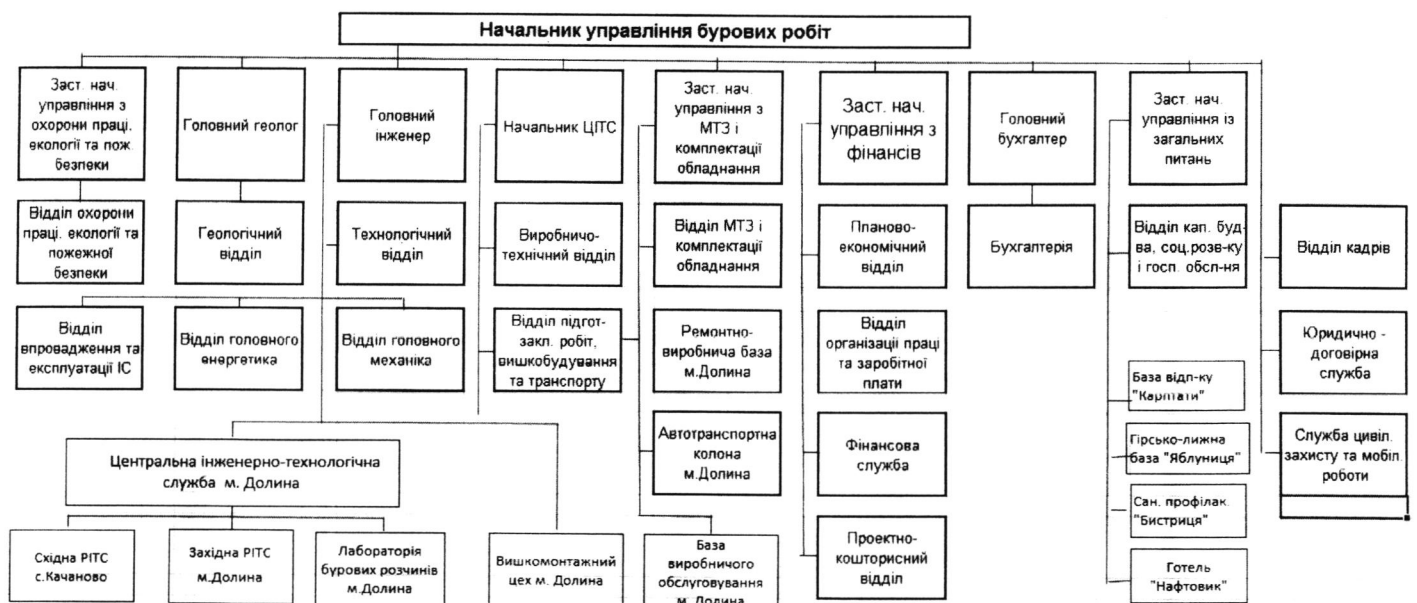 Начальник управління бурових робіт
Заст. нач.
управління з
охорони праці,
екології та пож.
безпеки
Головний геолог
Головний
інженер
Начальник ЦІТС
Заст. нач.
управління з
МТЗ і
комплектації
обладнання
Заст. нач.
управління з
фінансів
Головний
бухгалтер
Заст. нач.
управління із
загальних
питань
Відділ охорони
праці, екології та
пожежної
безпеки
Геологічний
відділ
Технологічний
відділ
Виробничо-
технічний відділ
Відділ МТЗ і
комплектації
обладнання
Планово-
економічний
відділ
Бухгалтерія
Відділ кап. буд-
ва, соц.розв-ку
і госп. обсл-ня
Відділ кадрів
Відділ
впровадження та
експлуатації ІС
Відділ головного
енергетика
Відділ головного
механіка
Відділ підгот-
закл. робіт,
вишкобудування
та транспорту
Ремонтно-
виробнича база
м.Долина
Відділ
організації праці
та заробітної
плати
База відп-ку
"Карпати"
Юридично -
договірна
служба
Центральна інженерно-технологічна
служба м. Долина
Автотранспортна
колона
м.Долина
Фінансова
служба
Гірсько-лижна
база "Яблуниця"
Служба цивіл.
захисту та мобіл.
роботи
Сан. профілак.
"Бистриця"
Східна РІТС
с.Качаново
Західна РІТС
м.Долина
Лабораторія
бурових розчинів
м.Долина
Вишкомонтажний
цех м. Долина
База
виробничого
обслуговування
м. Долина
Проектно-
кошторисний
відділ
Готель
"Нафтовик"